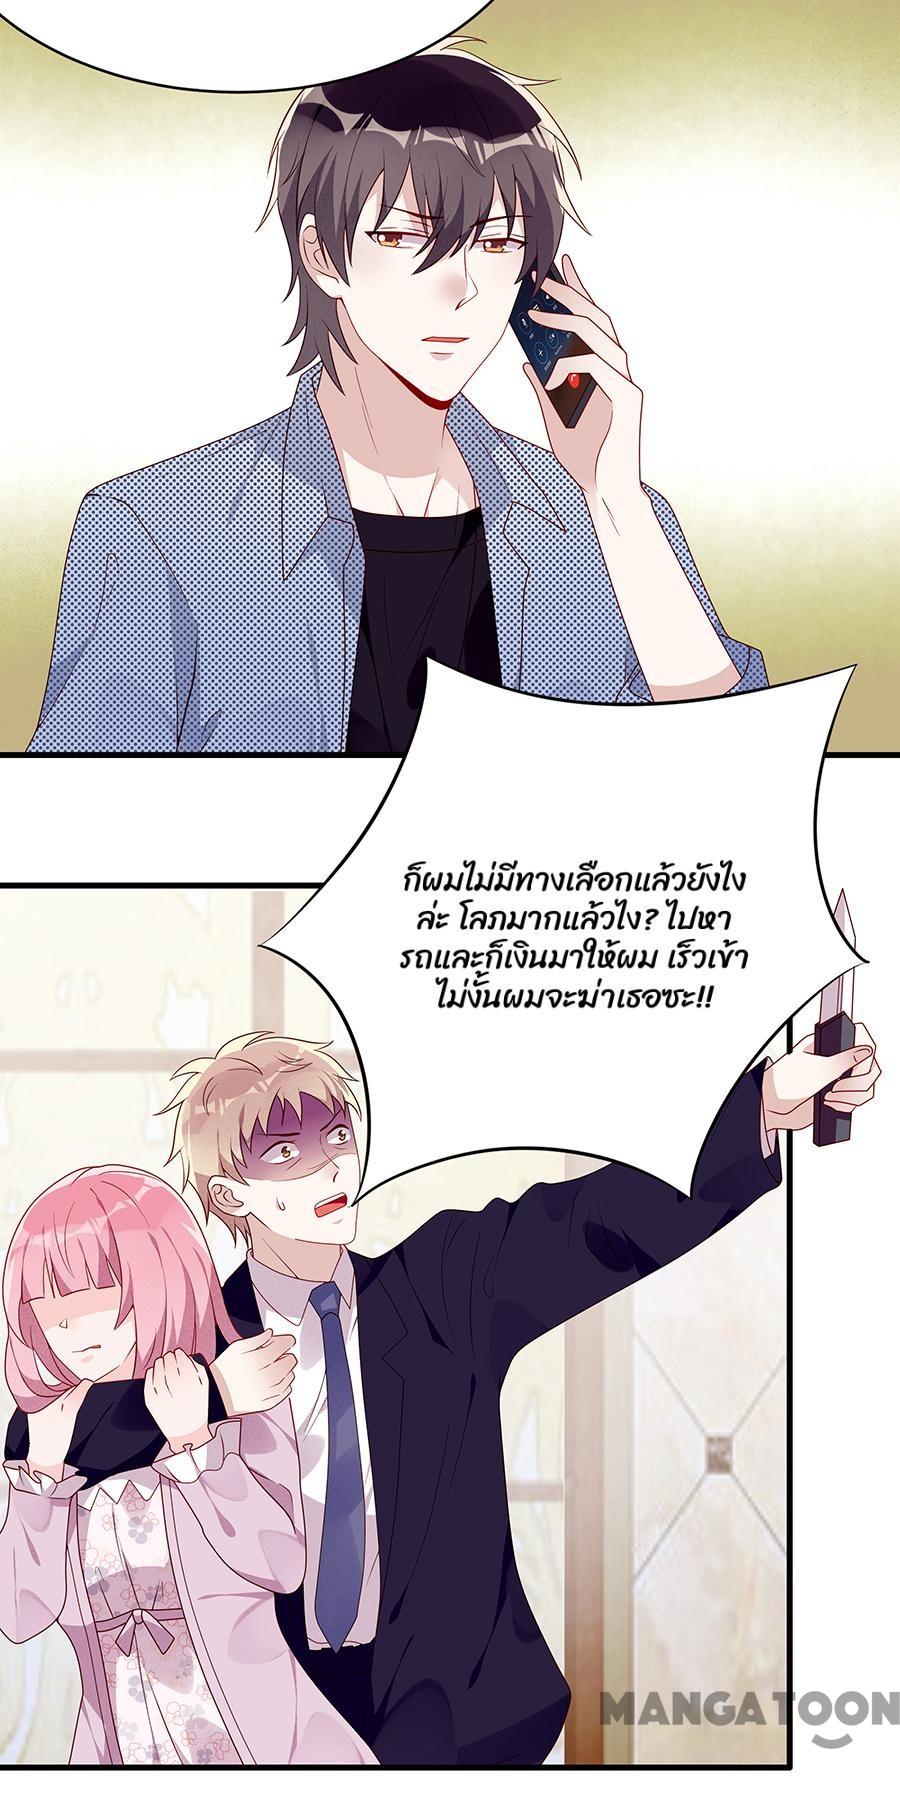 ก็ผมไม่มีทางเลือกแล้วยังไง
ล่ะ โลภมากแล้วไง? ไปหา
รถและก็เงินมาให้ผม เร็วเข้า
ไม่งั้นผมจะฆ่าเธอซะ!!
MANGATOON